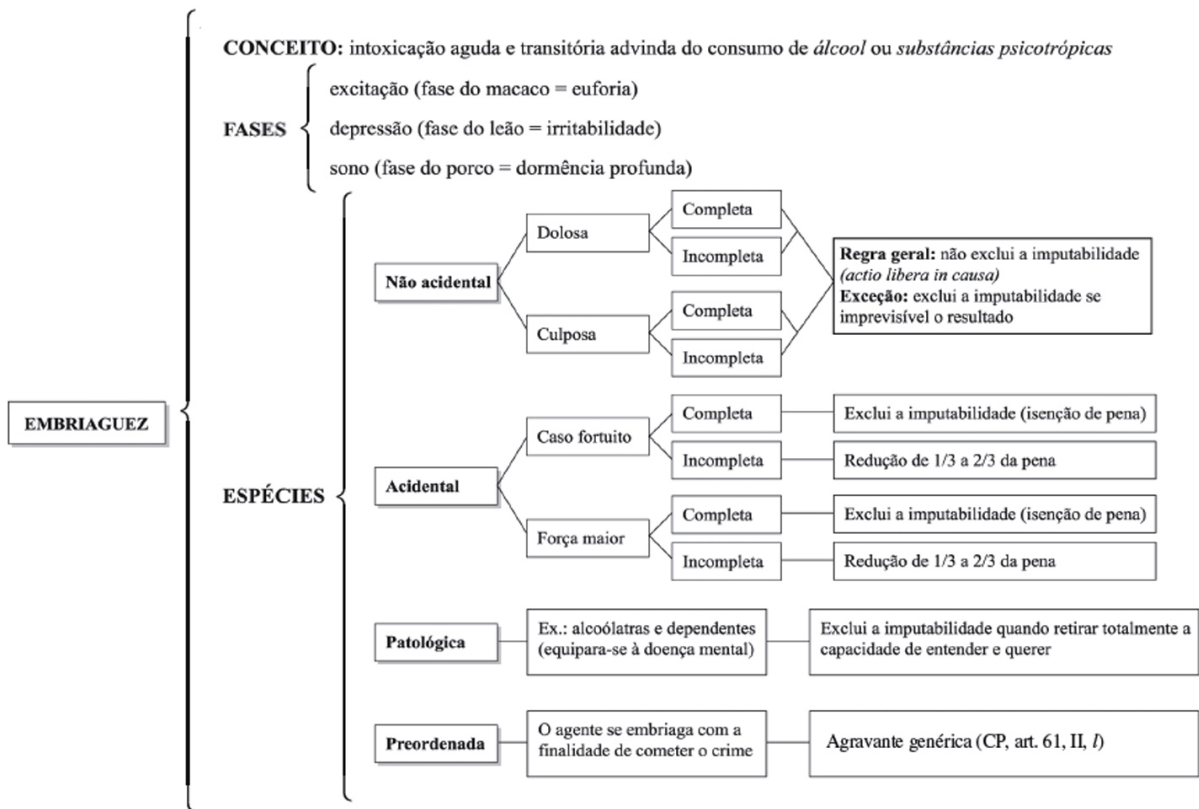 CONCEITO: intoxicação aguda e transitória advinda do consumo de álcool ou substâncias psicotrópicas
FASES
excitação (fase do macaco = euforia)
depressão (fase do leão = irritabilidade)
sono (fase do porco = dormência profunda)
EMBRIAGUEZ
ESPÉCIES
Não acidental
Dolosa
Completa
Incompleta
Culposa
Completa
Incompleta
Regra geral: não exclui a imputabilidade
(actio libera in causa)
Exceção: exclui a imputabilidade se
imprevisível o resultado
Acidental
Caso fortuito
Completa
Exclui a imputabilidade (isenção de pena)
Incompleta
Redução de 1/3 a 2/3 da pena
Força maior
Completa
Exclui a imputabilidade (isenção de pena)
Incompleta
Redução de 1/3 a 2/3 da pena
Patológica
Ex.: alcoólatras e dependentes
(equipara-se à doença mental)
Exclui a imputabilidade quando retirar totalmente a
capacidade de entender e querer
Preordenada
O agente se embriaga com a
finalidade de cometer o crime
Agravante genérica (CP, art. 61, II, l)